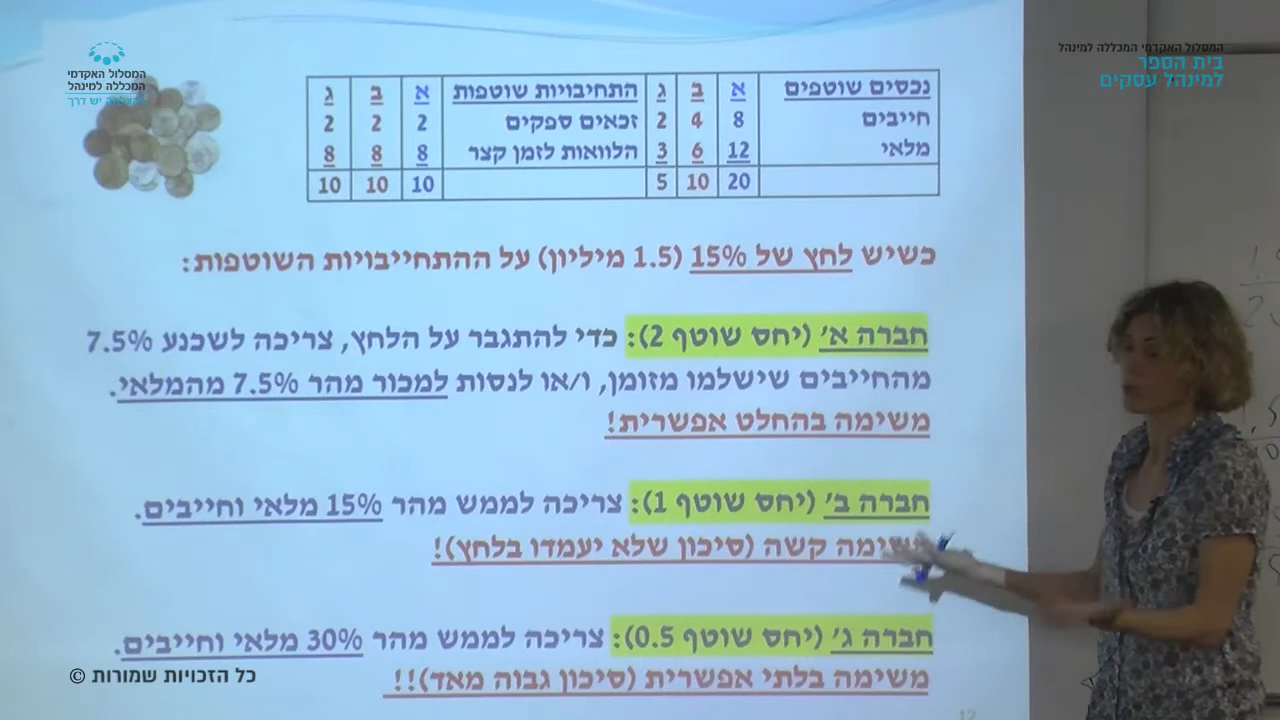 המסלול האקדמי המכללה למינהל
בית הספר
למינהל עסקים
המסלול האקדמי
המכללה למינהל
נכסים שוטפים א ב ג התחיבויות שוטפות א ב ג
חייבים 8 4 2 זכאים ספקים 2 2 2
מלאי 12 6 3 הלוואות לזמן קצר 8 8 8
20 10 5 10 10 10
כשיש לחץ של 15% (1.5 מיליון) על ההתחייבויות השוטפות:
חברה א' (יחס שוטף 2): כדי להתגבר על הלחץ, צריכה לשכנע 7.5%
מהחייבים שישלמו מזומן, ו/או לנסות למכור מהר 7.5% מהמלאי.
משימה בהחלט אפשרית!
חברה ב' (יחס שוטף 1): צריכה לממש מהר 15% מלאי וחייבים.
משימה קשה (סיכון שלא יעמדו בלחץ)!
חברה ג' (יחס שוטף 0.5): צריכה לממש מהר 30% מלאי וחייבים.
משימה בלתי אפשרית (סיכון גבוה מאד)!!
כל הזכויות שמורות ©
12